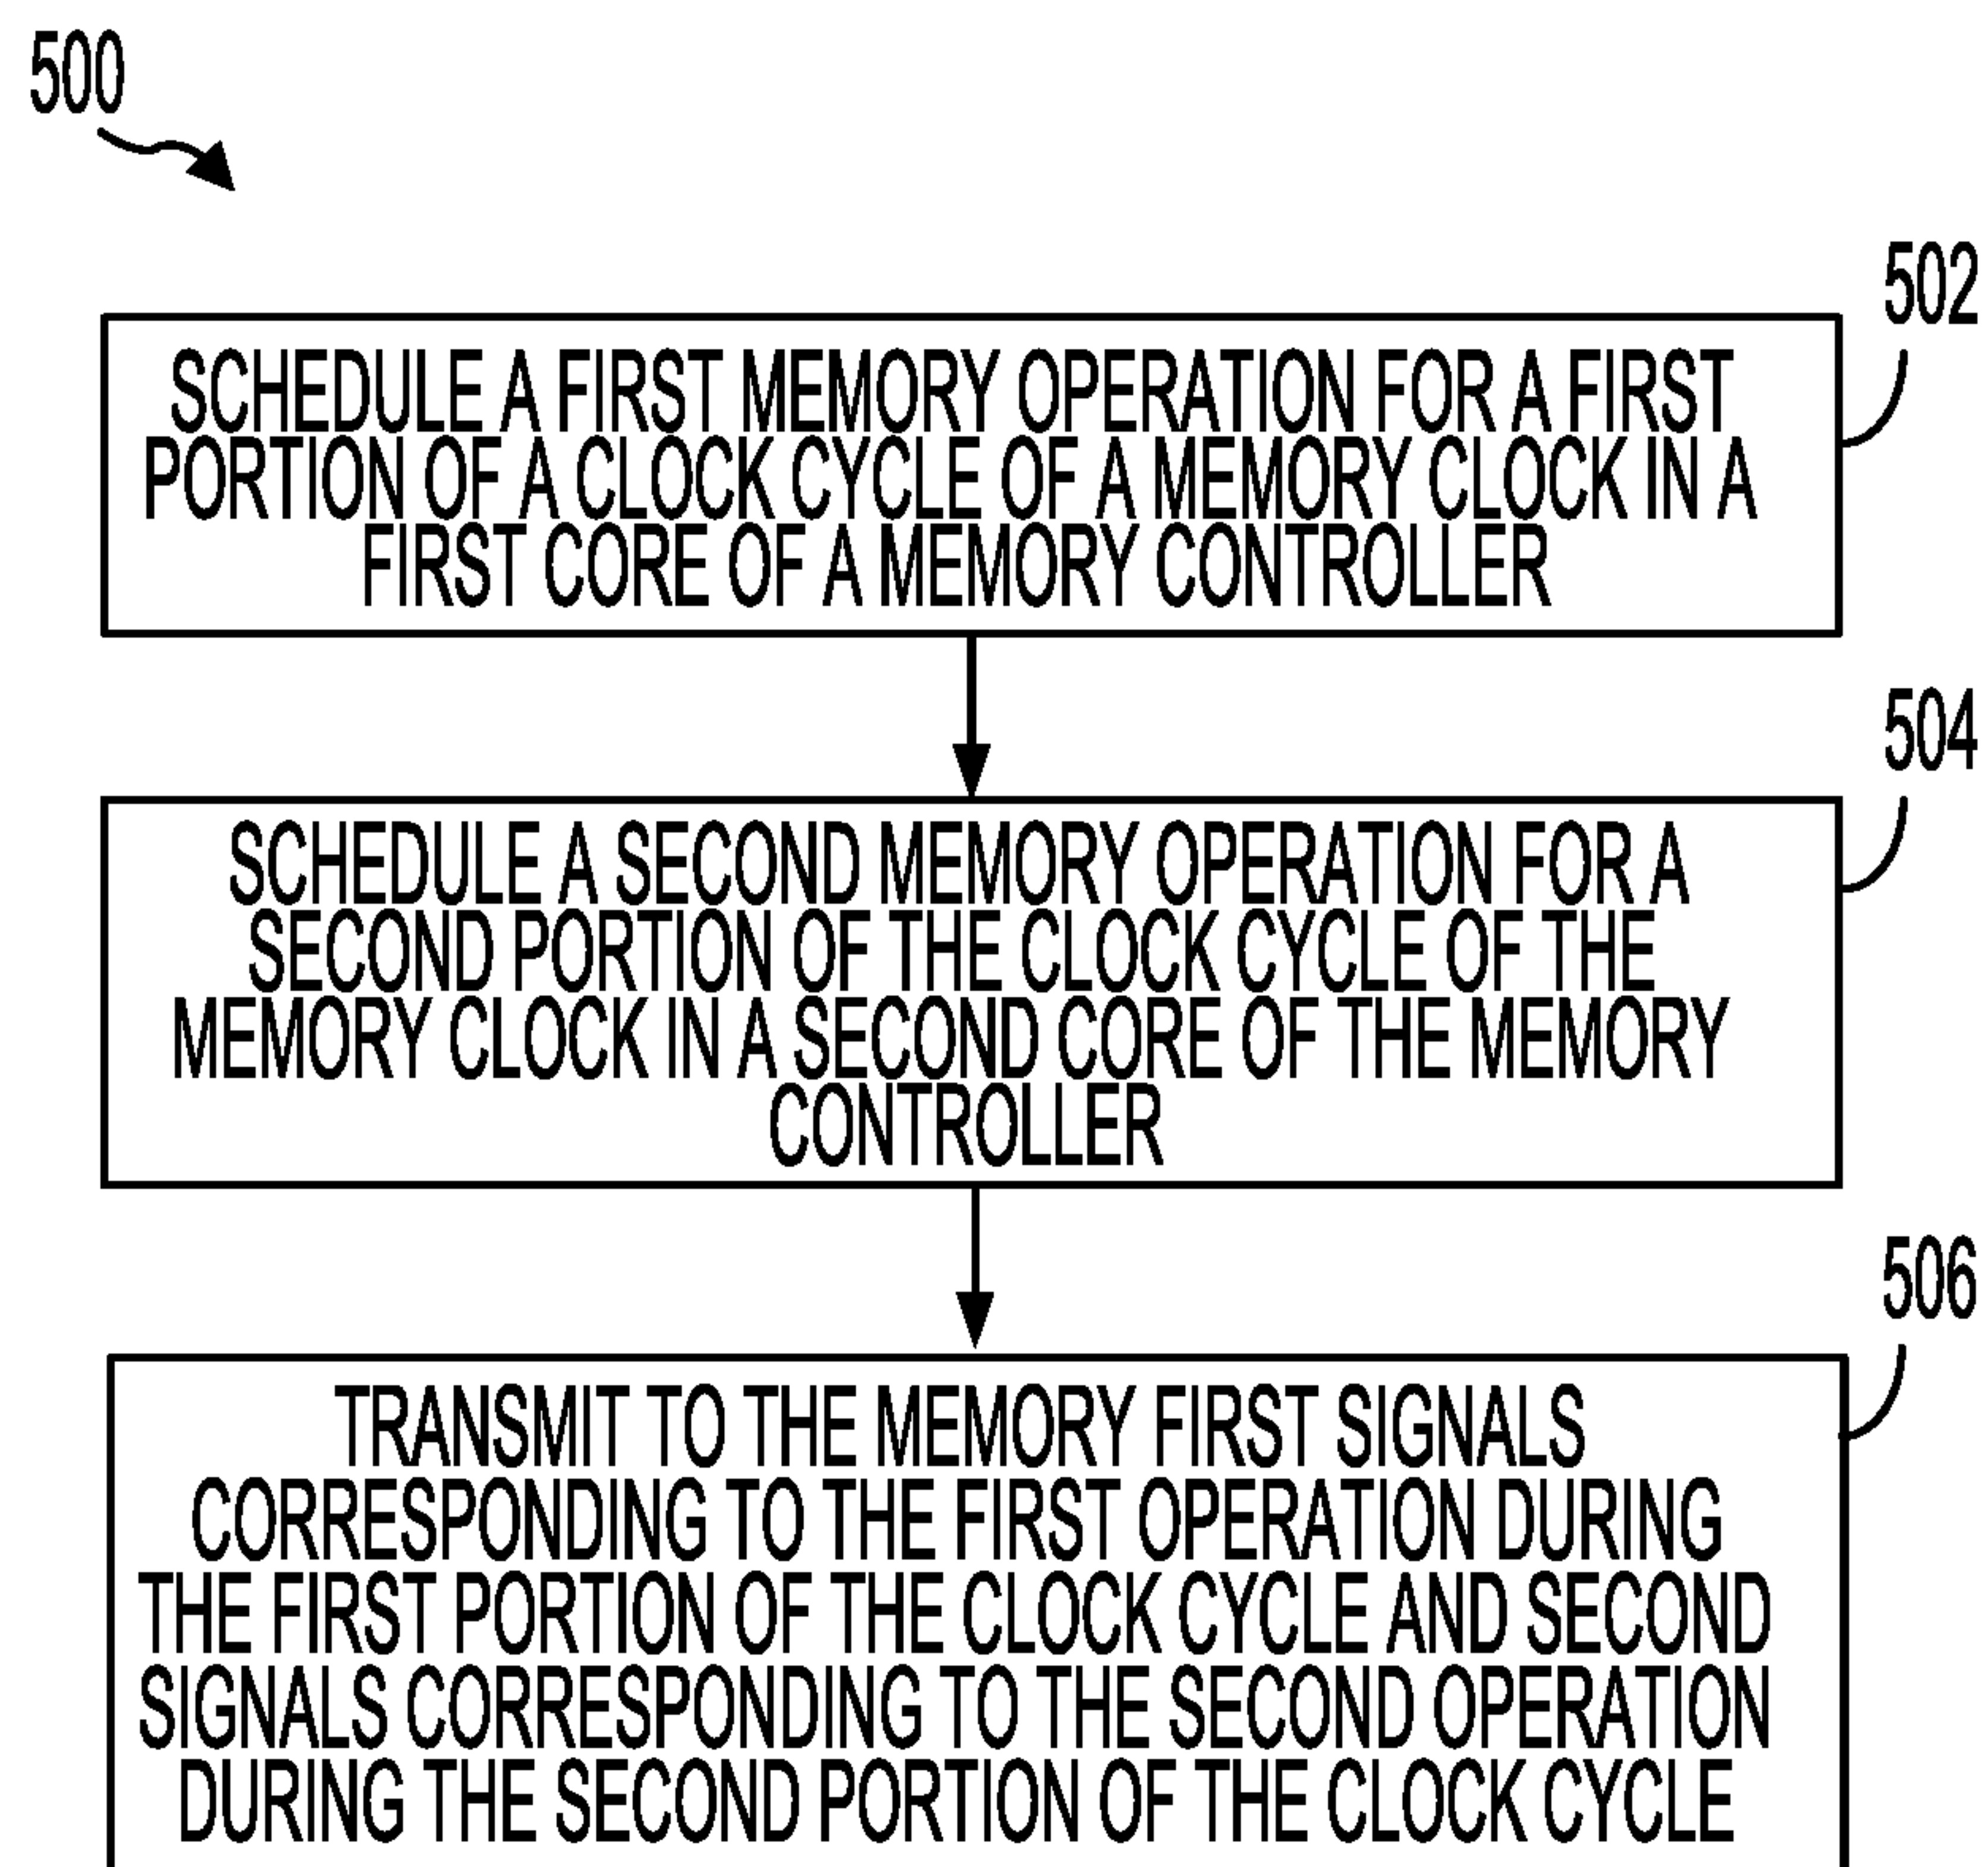 500
502
SCHEDULE A FIRST MEMORY OPERATION FOR A FIRST
PORTION OF A CLOCK CYCLE OF A MEMORY CLOCK IN A
FIRST CORE OF A MEMORY CONTROLLER
504
SCHEDULE A SECOND MEMORY OPERATION FOR A
SECOND PORTION OF THE CLOCK CYCLE OF THE
MEMORY CLOCK IN A SECOND CORE OF THE MEMORY
CONTROLLER
506
TRANSMIT TO THE MEMORY FIRST SIGNALS
CORRESPONDING TO THE FIRST OPERATION DURING
THE FIRST PORTION OF THE CLOCK CYCLE AND SECOND
SIGNALS CORRESPONDING TO THE SECOND OPERATION
DURING THE SECOND PORTION OF THE CLOCK CYCLE